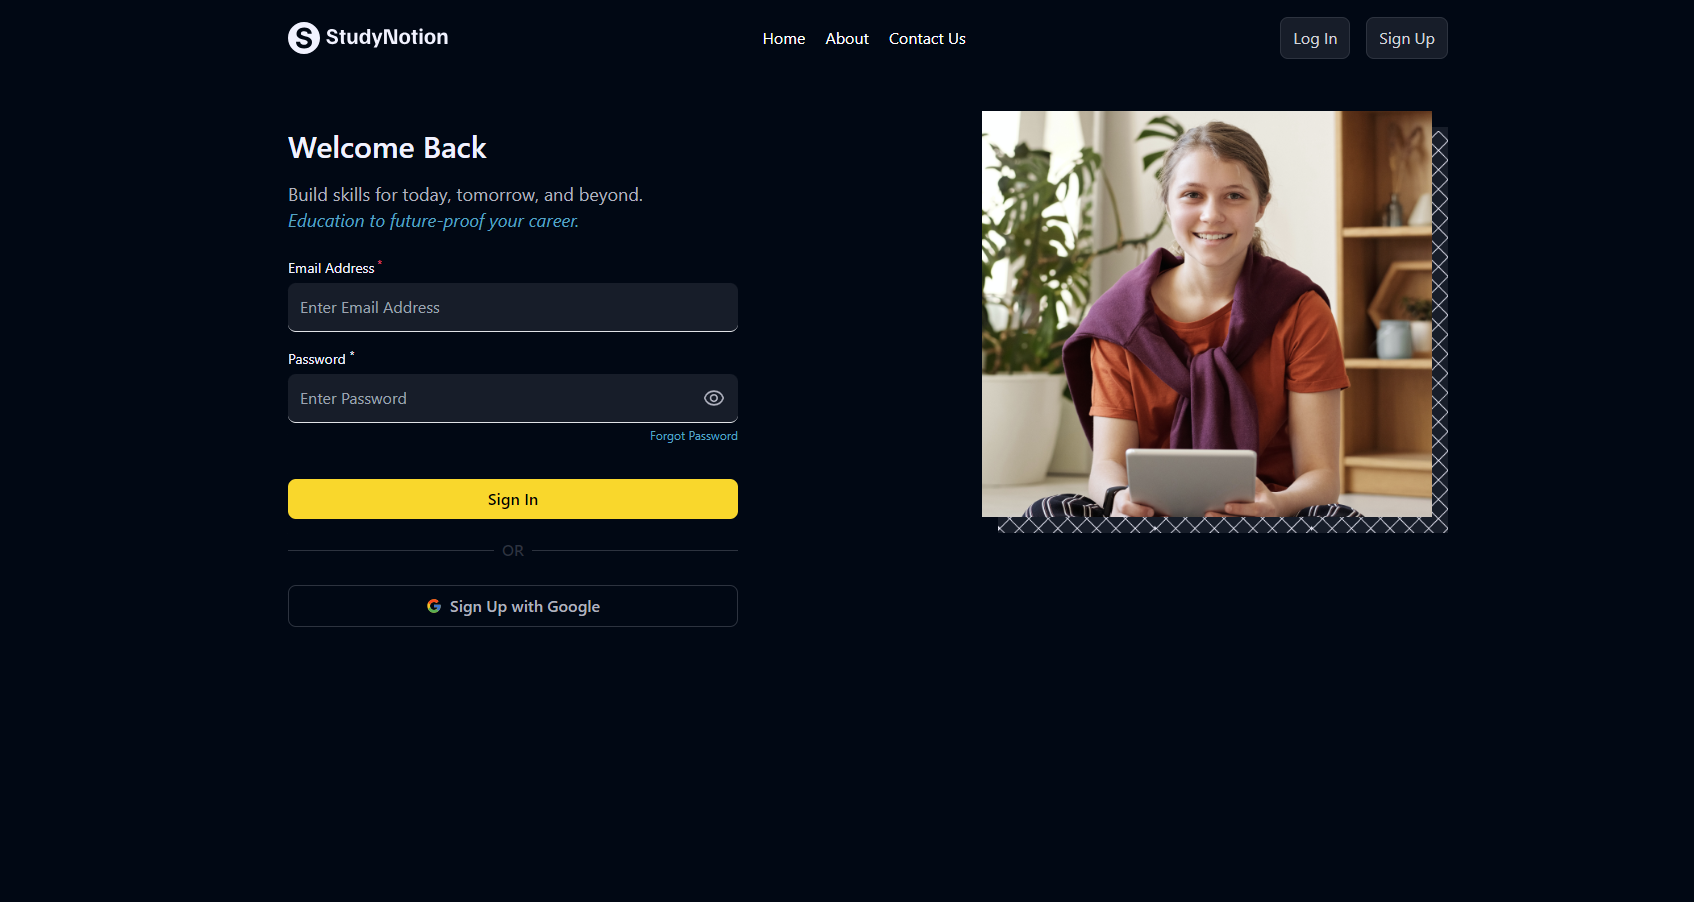 S StudyNotion
Home About Contact Us
Log In Sign Up
Welcome Back
Build skills for today, tomorrow, and beyond.
Education to future-proof your career.
Email Address *
Enter Email Address
Password *
Enter Password
Forgot Password
Sign In
OR
G Sign Up with Google